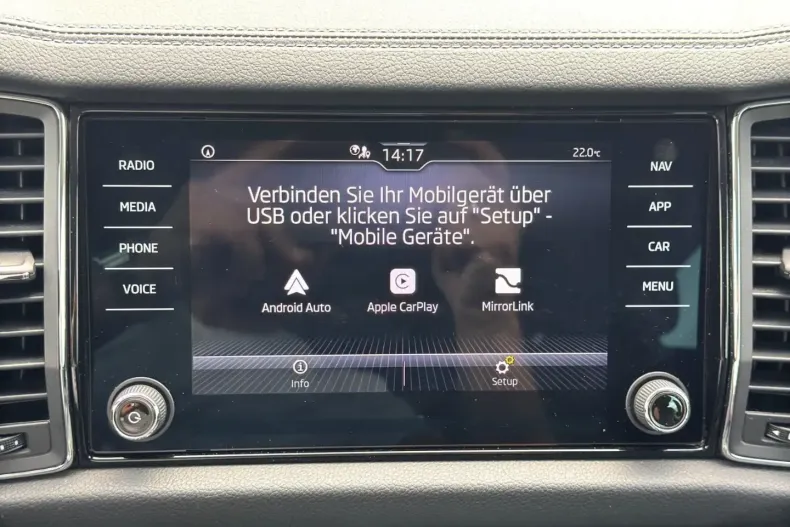 RADIO
MEDIA
PHONE
VOICE
14:17
22.0°C
Verbinden Sie Ihr Mobilgerät über
USB oder klicken Sie auf "Setup" -
"Mobile Geräte".
Android Auto
Apple CarPlay
MirrorLink
Info
Setup
NAV
APP
CAR
MENU